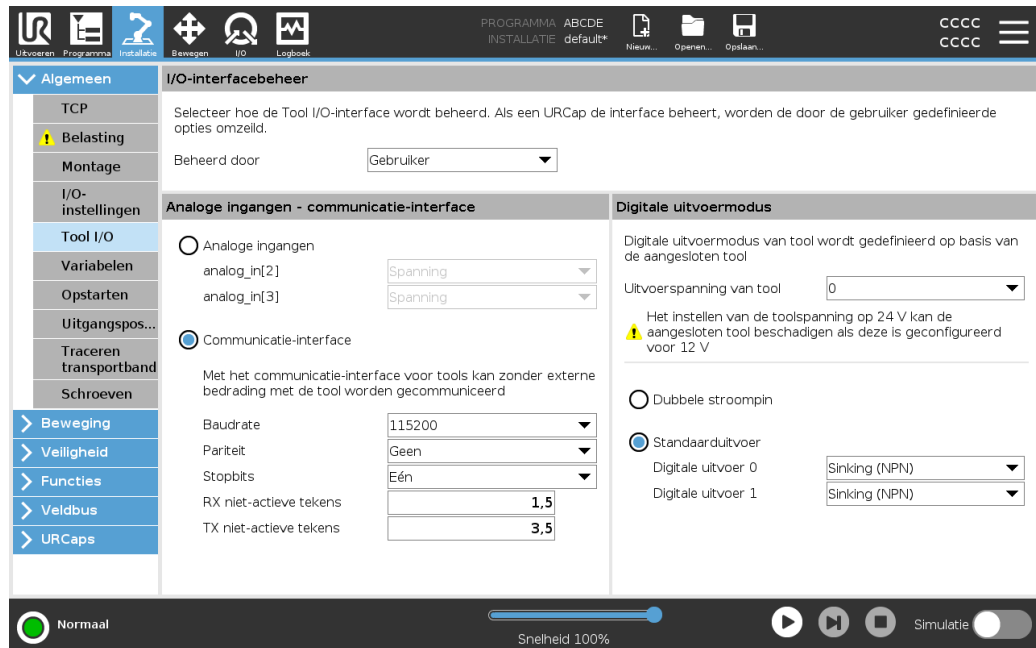 UR
Uitvoeren
Programma
Installatie
Bewegen
I/O
Logboek
PROGRAMMA ABCDE
INSTALLATIE default*
Nieuw...
Openen...
Opslaan...
CCCC
CCCC
Algemeen
TCP
Belasting
Montage
I/O-
instellingen
Tool I/O
Variabelen
Opstarten
Uitgangspos...
Traceren
transportband
Schroeven
Beweging
Veiligheid
Functies
Veldbus
URCaps
I/O-interfacebeheer
Selecteer hoe de Tool I/O-interface wordt beheerd. Als een URCap de interface beheert, worden de door de gebruiker gedefinieerde
opties omzeild.
Beheerd door Gebruiker
Analoge ingangen - communicatie-interface
Analoge ingangen
analog_in[2] Spanning
analog_in[3] Spanning
Communicatie-interface
Met het communicatie-interface voor tools kan zonder externe
bedrading met de tool worden gecommuniceerd
Baudrate 115200
Pariteit Geen
Stopbits Eén
RX niet-actieve tekens 1,5
TX niet-actieve tekens 3,5
Digitale uitvoermodus
Digitale uitvoermodus van tool wordt gedefinieerd op basis van
de aangesloten tool
Uitvoerspanning van tool 0
Het instellen van de toolspanning op 24 V kan de
aangesloten tool beschadigen als deze is geconfigureerd
voor 12 V
Dubbele stroompin
Standaarduitvoer
Digitale uitvoer 0 Sinking (NPN)
Digitale uitvoer 1 Sinking (NPN)
Normaal
Snelheid 100%
Simulatie